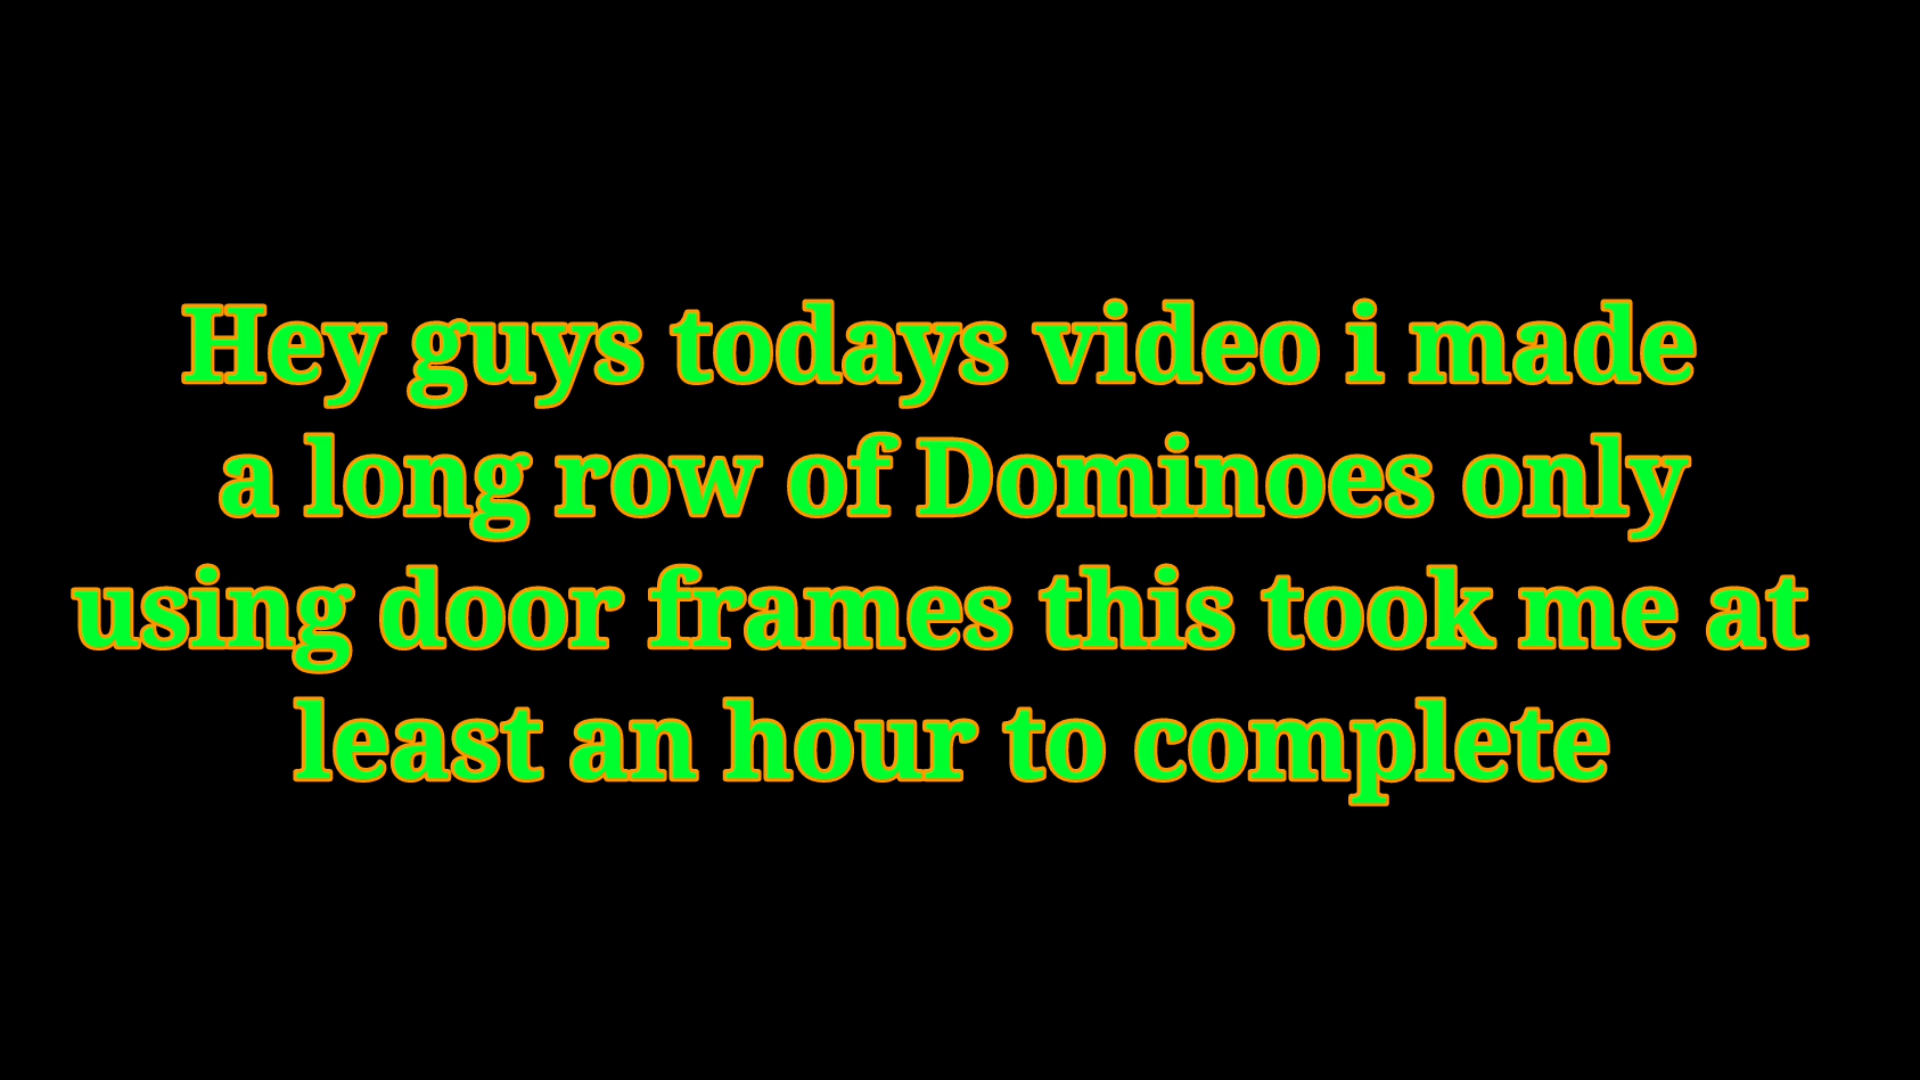 Hey guys todays video i made
a long row of Dominoes only
using door frames this took me at
least an hour to complete